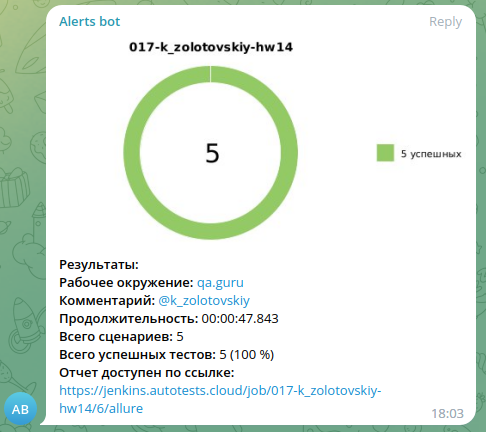 Alerts bot Reply
017-k_zolotovskiy-hw14
5
5 успешных
Результаты:
Рабочее окружение: qa.guru
Комментарий: @k_zolotovskiy
Продолжительность: 00:00:47.843
Всего сценариев: 5
Всего успешных тестов: 5 (100 %)
Отчет доступен по ссылке:
https://jenkins.autotests.cloud/job/017-k_zolotovskiy-
hw14/6/allure
AB
18:03